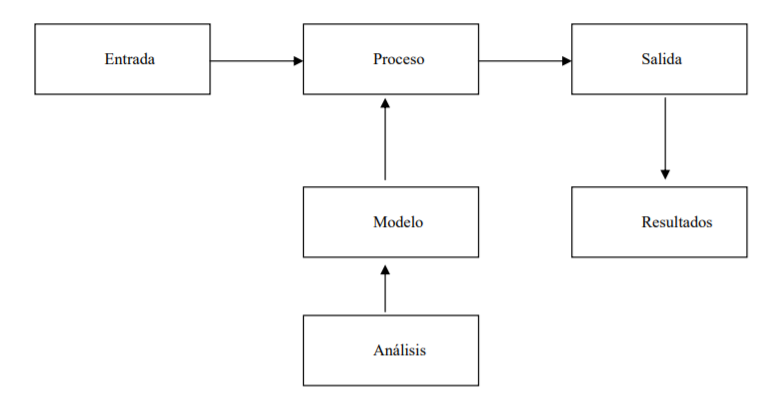 Entrada
Proceso
Salida
Modelo
Resultados
Análisis